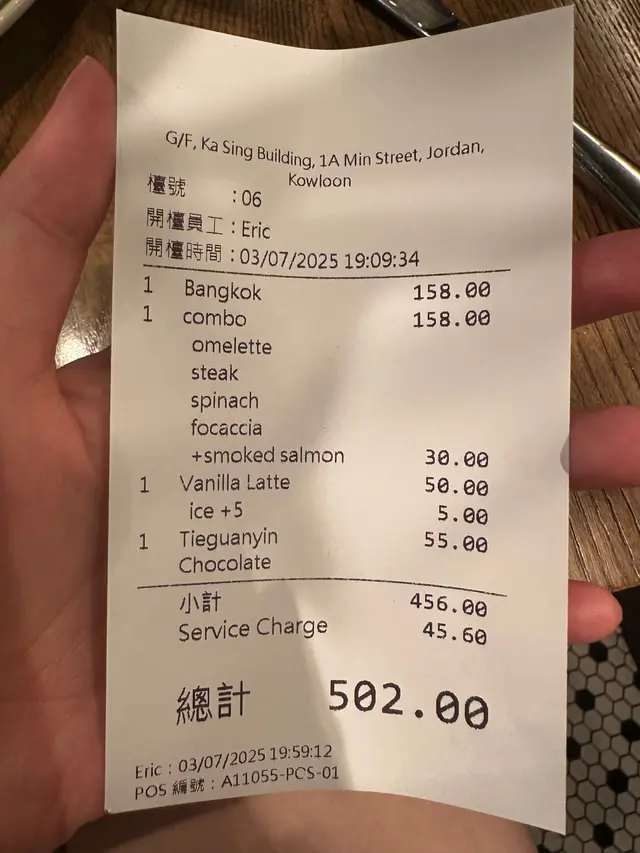 G/F, Ka Sing Building, 1A Min Street, Jordan,
Kowloon
檯號 : 06
開檯員工 : Eric
開檯時間 : 03/07/2025 19:09:34
1 Bangkok 158.00
1 combo 158.00
omelette
steak
spinach
focaccia
+smoked salmon 30.00
1 Vanilla Latte 50.00
ice +5 5.00
1 Tieguanyin 55.00
Chocolate
小計 456.00
Service Charge 45.60
總計 502.00
Eric : 03/07/2025 19:59:12
POS 編號 : A11055-PCS-01